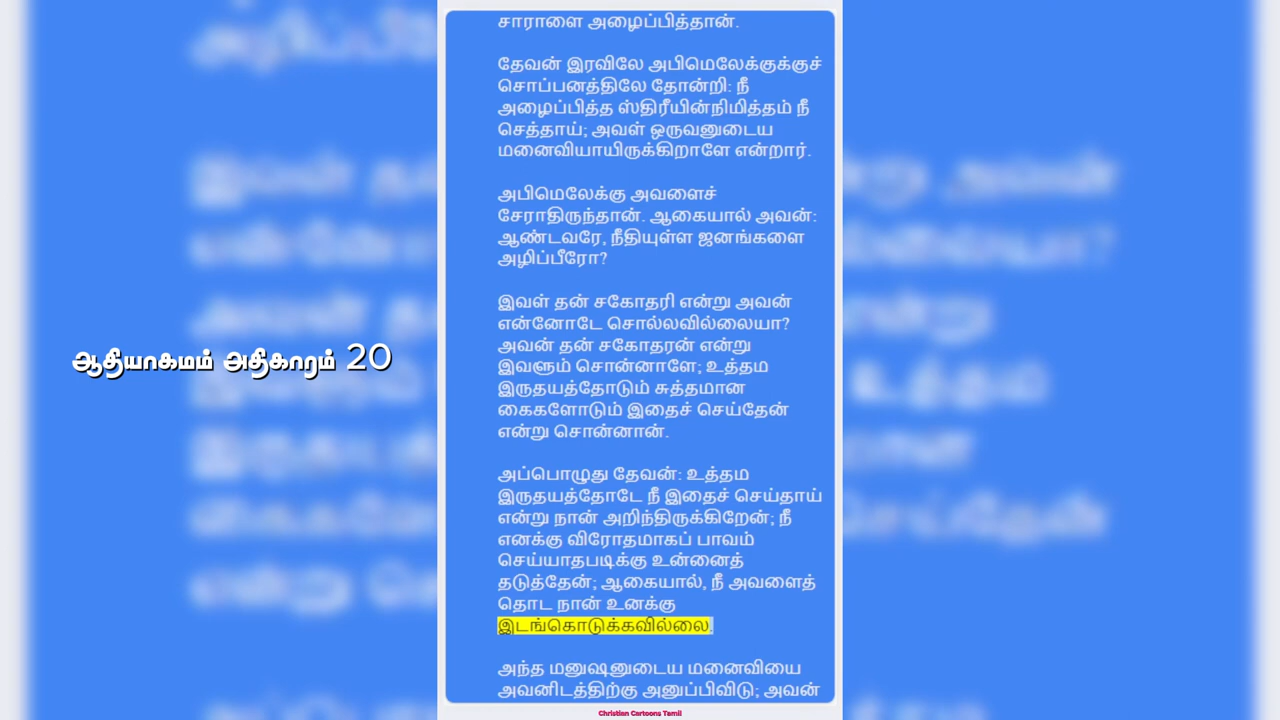 ஆதியாகமம் அதிகாரம் 20
சாராளை அழைப்பித்தான்.
தேவன் இரவிலே அபிமெலேக்குக்குச்
சொப்பனத்திலே தோன்றி: நீ
அழைப்பித்த ஸ்திரீயின்நிமித்தம் நீ
செத்தாய்; அவள் ஒருவனுடைய
மனைவியாயிருக்கிறாளே என்றார்.
அபிமெலேக்கு அவளைச்
சேராதிருந்தான். ஆகையால் அவன்:
ஆண்டவரே, நீதியுள்ள ஜனங்களை
அழிப்பீரோ?
இவள் தன் சகோதரி என்று அவன்
என்னோடே சொல்லவில்லையா?
அவன் தன் சகோதரன் என்று
இவளும் சொன்னாளே; உத்தம
இருதயத்தோடும் சுத்தமான
கைகளோடும் இதைச் செய்தேன்
என்று சொன்னான்.
அப்பொழுது தேவன்: உத்தம
இருதயத்தோடே நீ இதைச் செய்தாய்
என்று நான் அறிந்திருக்கிறேன்; நீ
எனக்கு விரோதமாகப் பாவம்
செய்யாதபடிக்கு உன்னைத்
தடுத்தேன்; ஆகையால், நீ அவளைத்
தொட நான் உனக்கு
இடங்கொடுக்கவில்லை.
அந்த மனுஷனுடைய மனைவியை
அவனிடத்திற்கு அனுப்பிவிடு; அவன்
Christian Cartoons Tamil